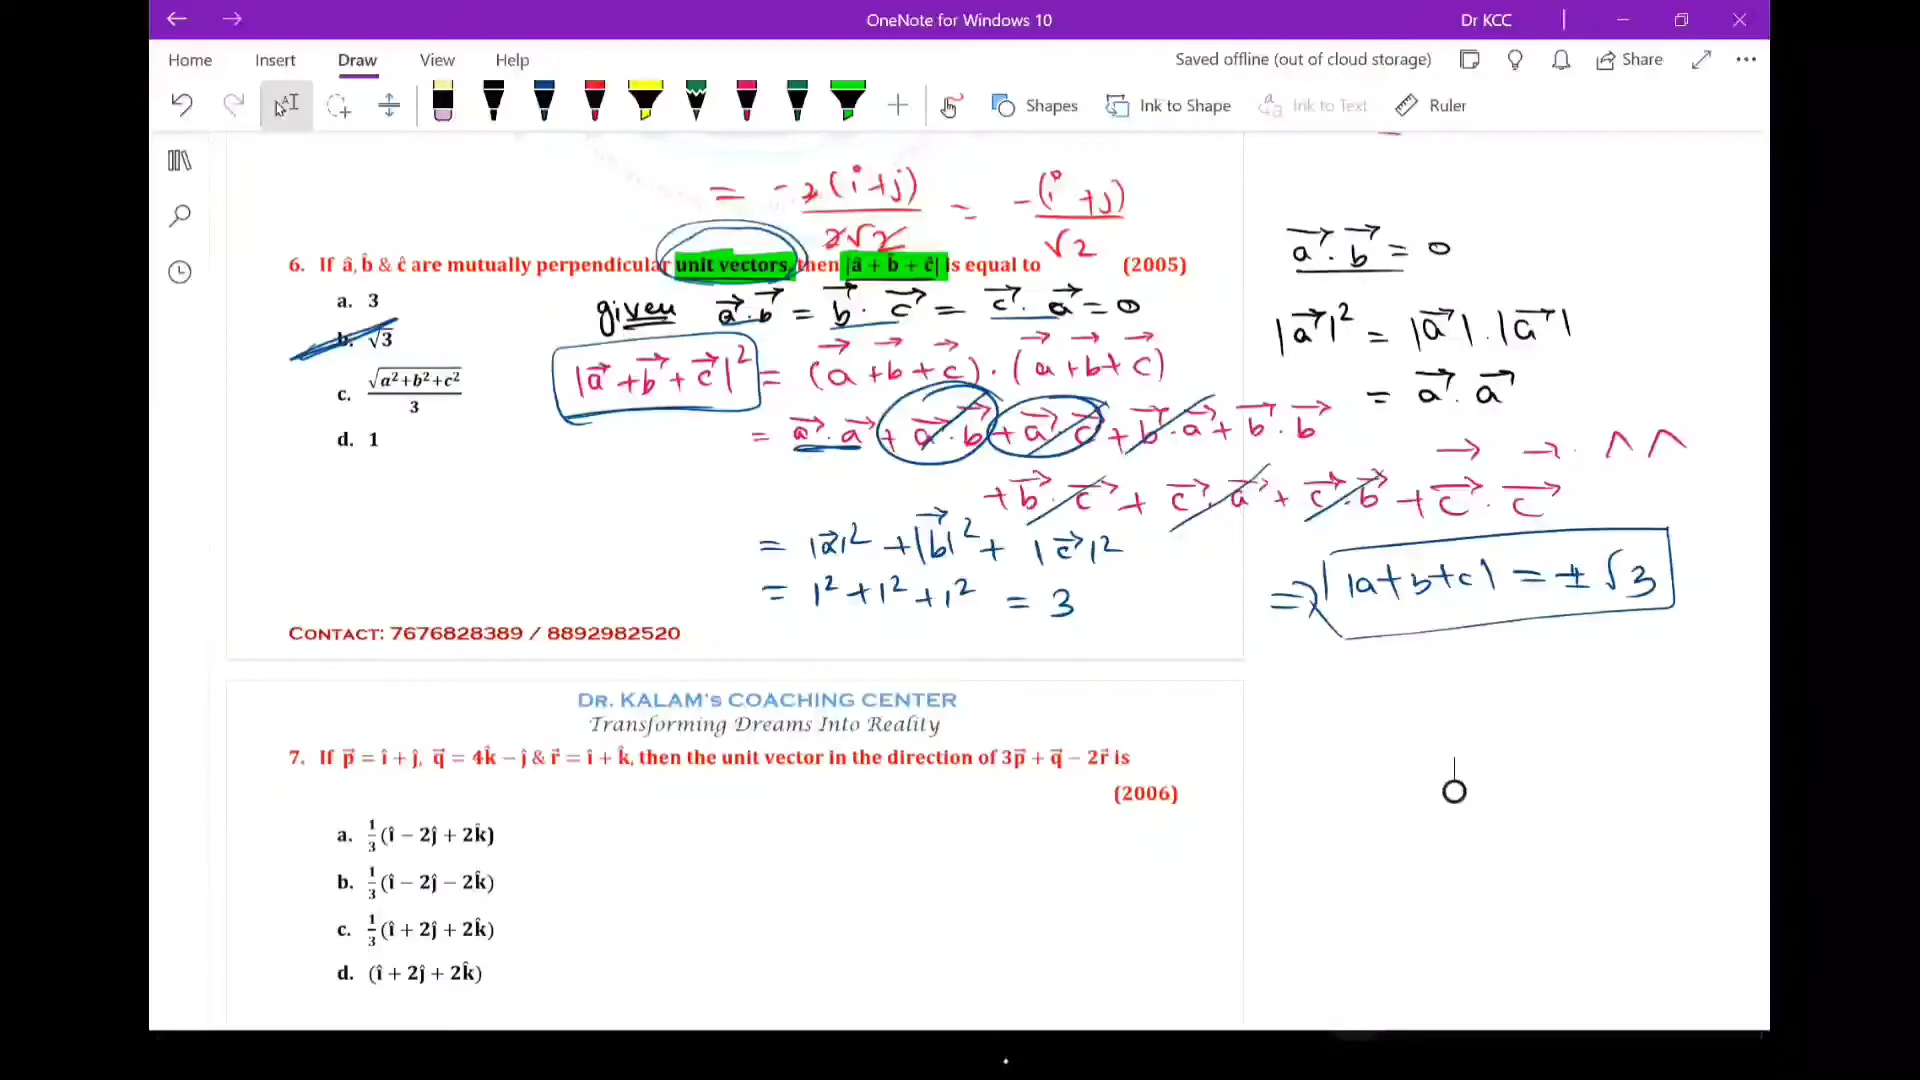 OneNote for Windows 10
Dr KCC
Home Insert Draw View Help
Saved offline (out of cloud storage)
Share
Shapes
Ink to Shape
Ink to Text
Ruler
= -2(i+j)/2√2 = -(i+j)/√2
6. If â, b̂ & ĉ are mutually perpendicular unit vectors, then |â + b̂ + ĉ| is equal to (2005)
a. 3
b. √3
c. √a²+b²+c²/3
d. 1
given a⃗.b⃗ = b⃗.c⃗ = c⃗.a⃗ = 0
|a⃗+b⃗+c⃗|² = (a⃗+b⃗+c⃗).(a⃗+b⃗+c⃗)
= a⃗.a⃗ + a⃗.b⃗ + a⃗.c⃗ + b⃗.a⃗ + b⃗.b⃗
+ b⃗.c⃗ + c⃗.a⃗ + c⃗.b⃗ + c⃗.c⃗
= |a⃗|² + |b⃗|² + |c⃗|²
= 1² + 1² + 1² = 3
a⃗.b⃗ = 0
|a⃗|² = |a⃗|.|a⃗|
= a⃗.a⃗
⇒ |a+b+c| = ±√3
CONTACT: 7676828389 / 8892982520
DR. KALAM's COACHING CENTER
Transforming Dreams Into Reality
7. If p⃗ = î + ĵ, q⃗ = 4k̂ − ĵ & r⃗ = î + k̂, then the unit vector in the direction of 3p⃗ + q⃗ − 2r⃗ is
(2006)
a. 1/3(î − 2ĵ + 2k̂)
b. 1/3(î − 2ĵ − 2k̂)
c. 1/3(î + 2ĵ + 2k̂)
d. (î + 2ĵ + 2k̂)